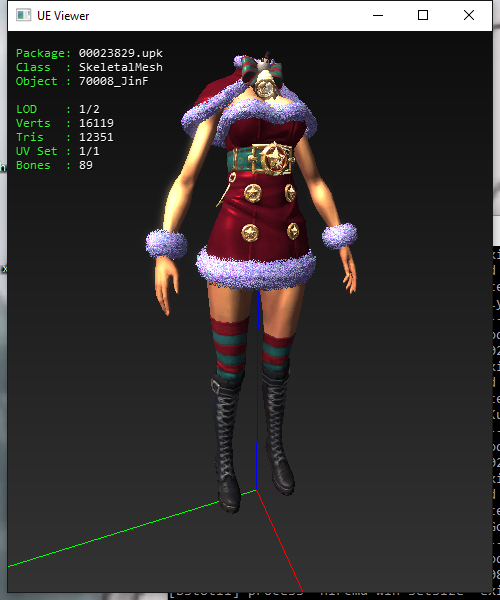 UE Viewer
Package: 00023829.upk
Class : SkeletalMesh
Object : 70008_JinF
LOD : 1/2
Verts : 16119
Tris : 12351
UV Set : 1/1
Bones : 89